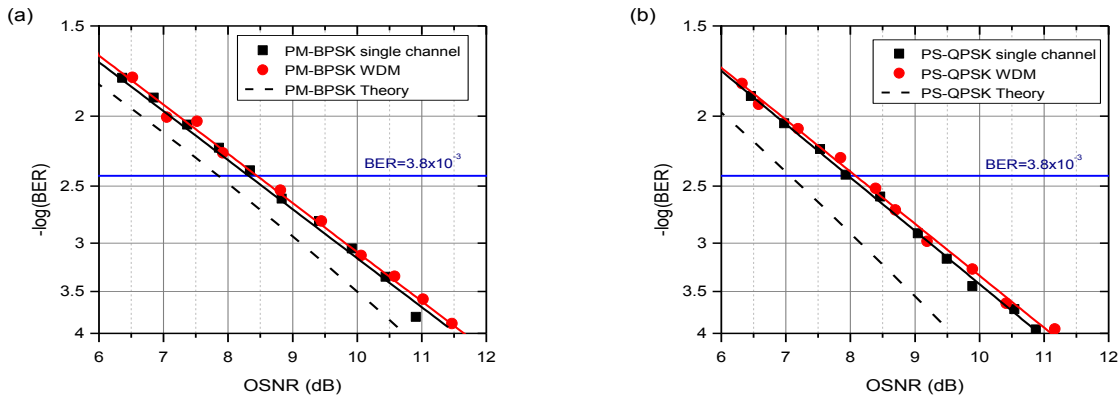 (a)
1.5
2
2.5
3
3.5
4
-log(BER)
PM-BPSK single channel
PM-BPSK WDM
PM-BPSK Theory
BER=3.8x10-3
6 7 8 9 10 11 12
OSNR (dB)
(b)
1.5
2
2.5
3
3.5
4
-log(BER)
PS-QPSK single channel
PS-QPSK WDM
PS-QPSK Theory
BER=3.8x10-3
6 7 8 9 10 11 12
OSNR (dB)